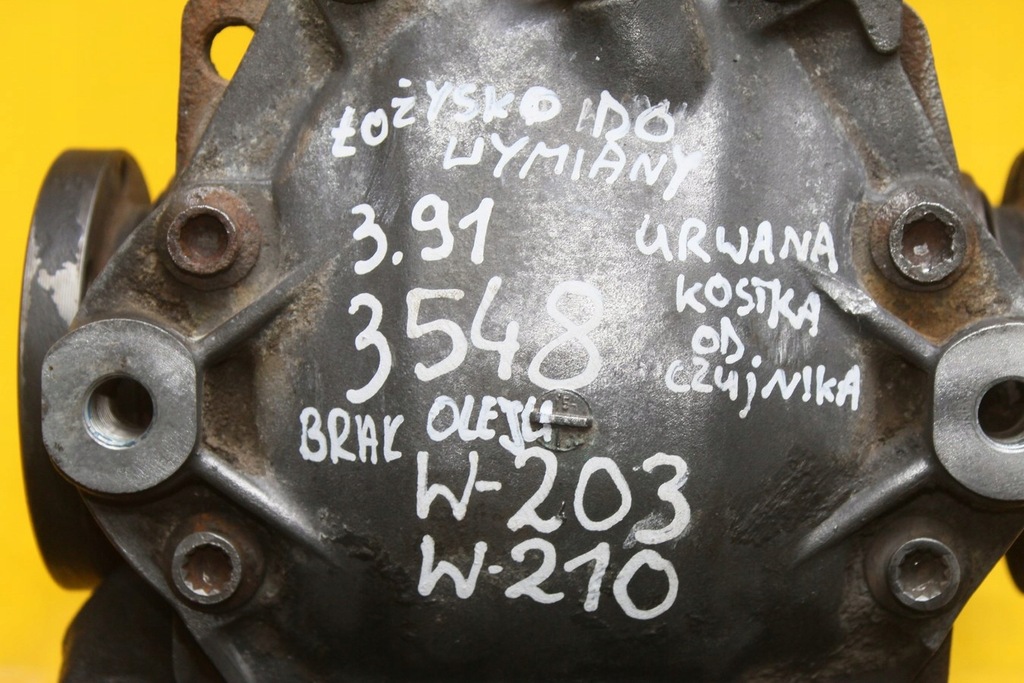 ŁOŻYSKO DO
WYMIANY
3.91
3548
URWANA
KOSTKA
OD
CZUjNIKA
BRAK OLEJU
W-203
W-210